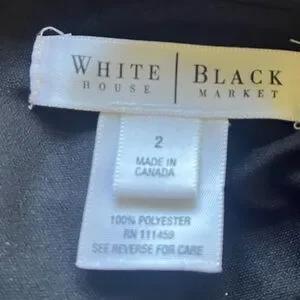 WHITE | BLACK
HOUSE | MARKET
2
MADE IN
CANADA
100% POLYESTER
RN 111459
SEE REVERSE FOR CARE